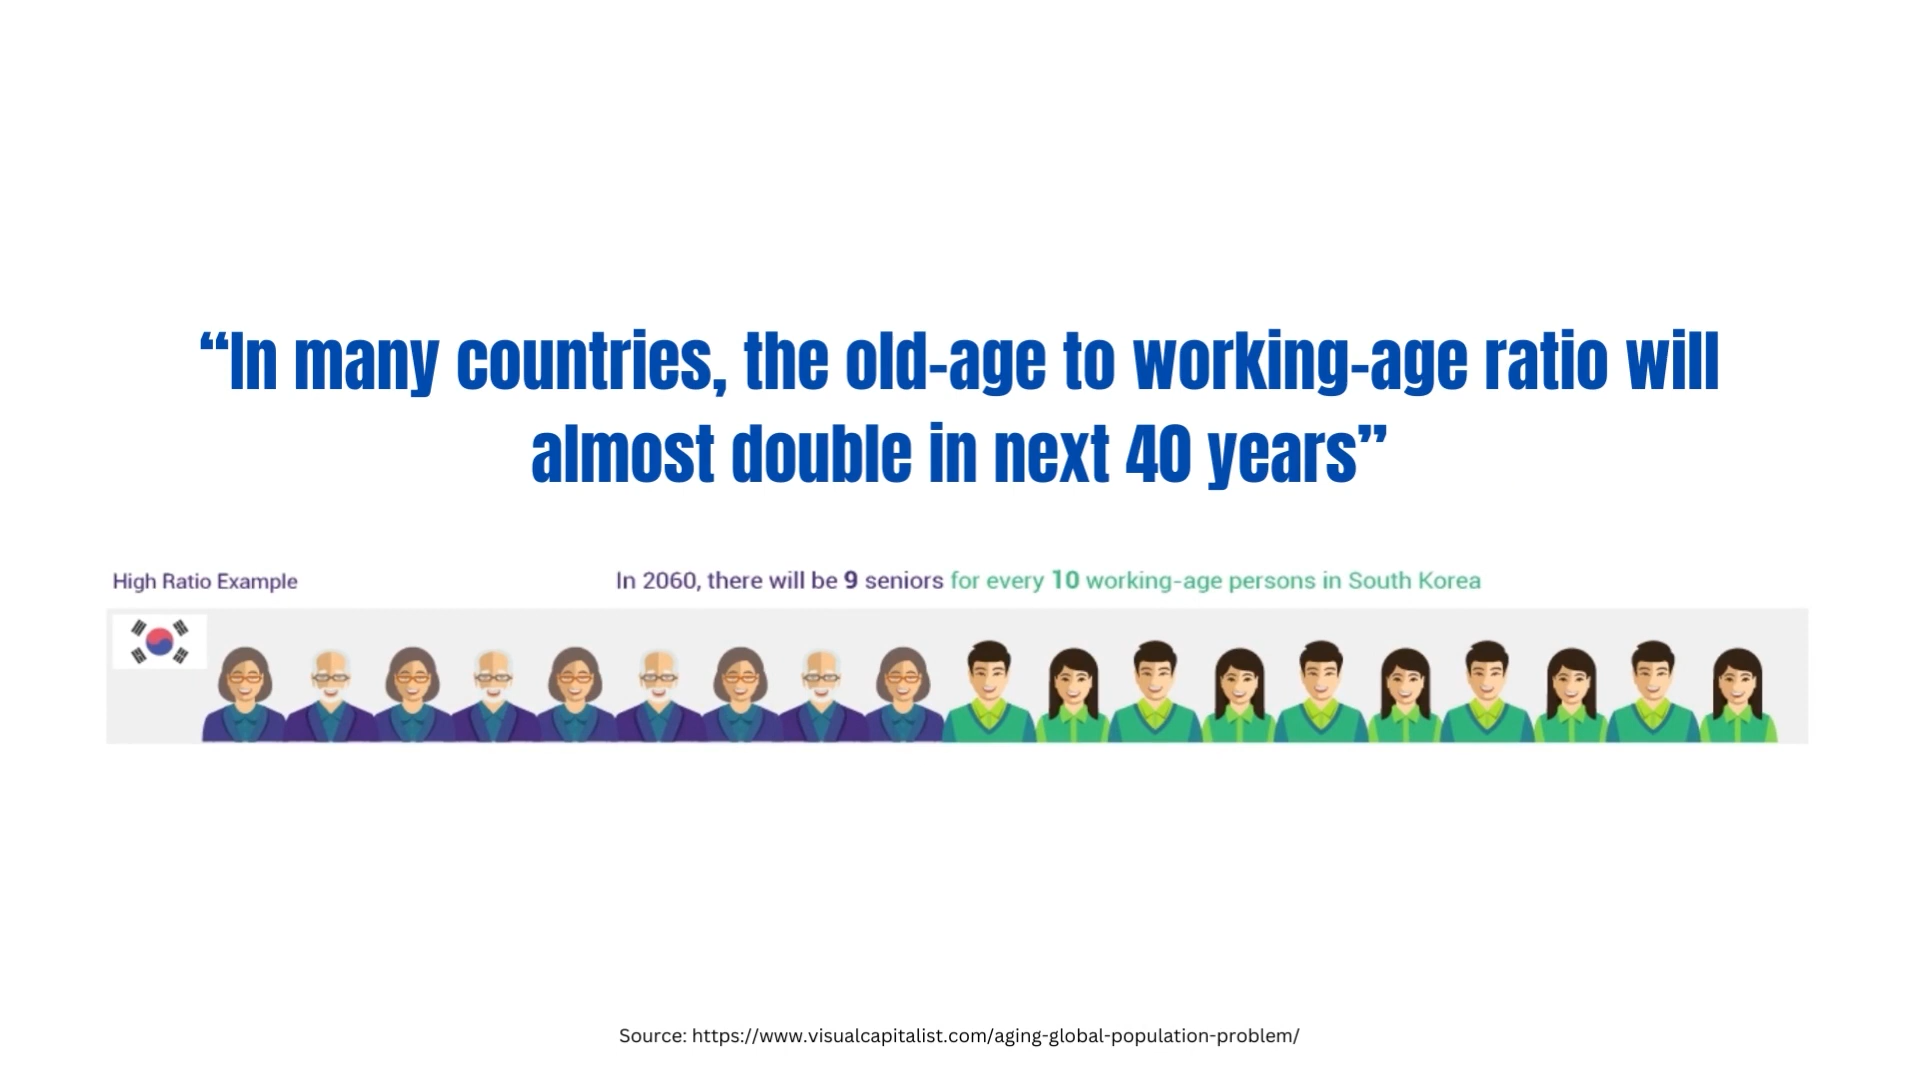 “In many countries, the old-age to working-age ratio will
almost double in next 40 years”
High Ratio Example
In 2060, there will be 9 seniors for every 10 working-age persons in South Korea
Source: https://www.visualcapitalist.com/aging-global-population-problem/